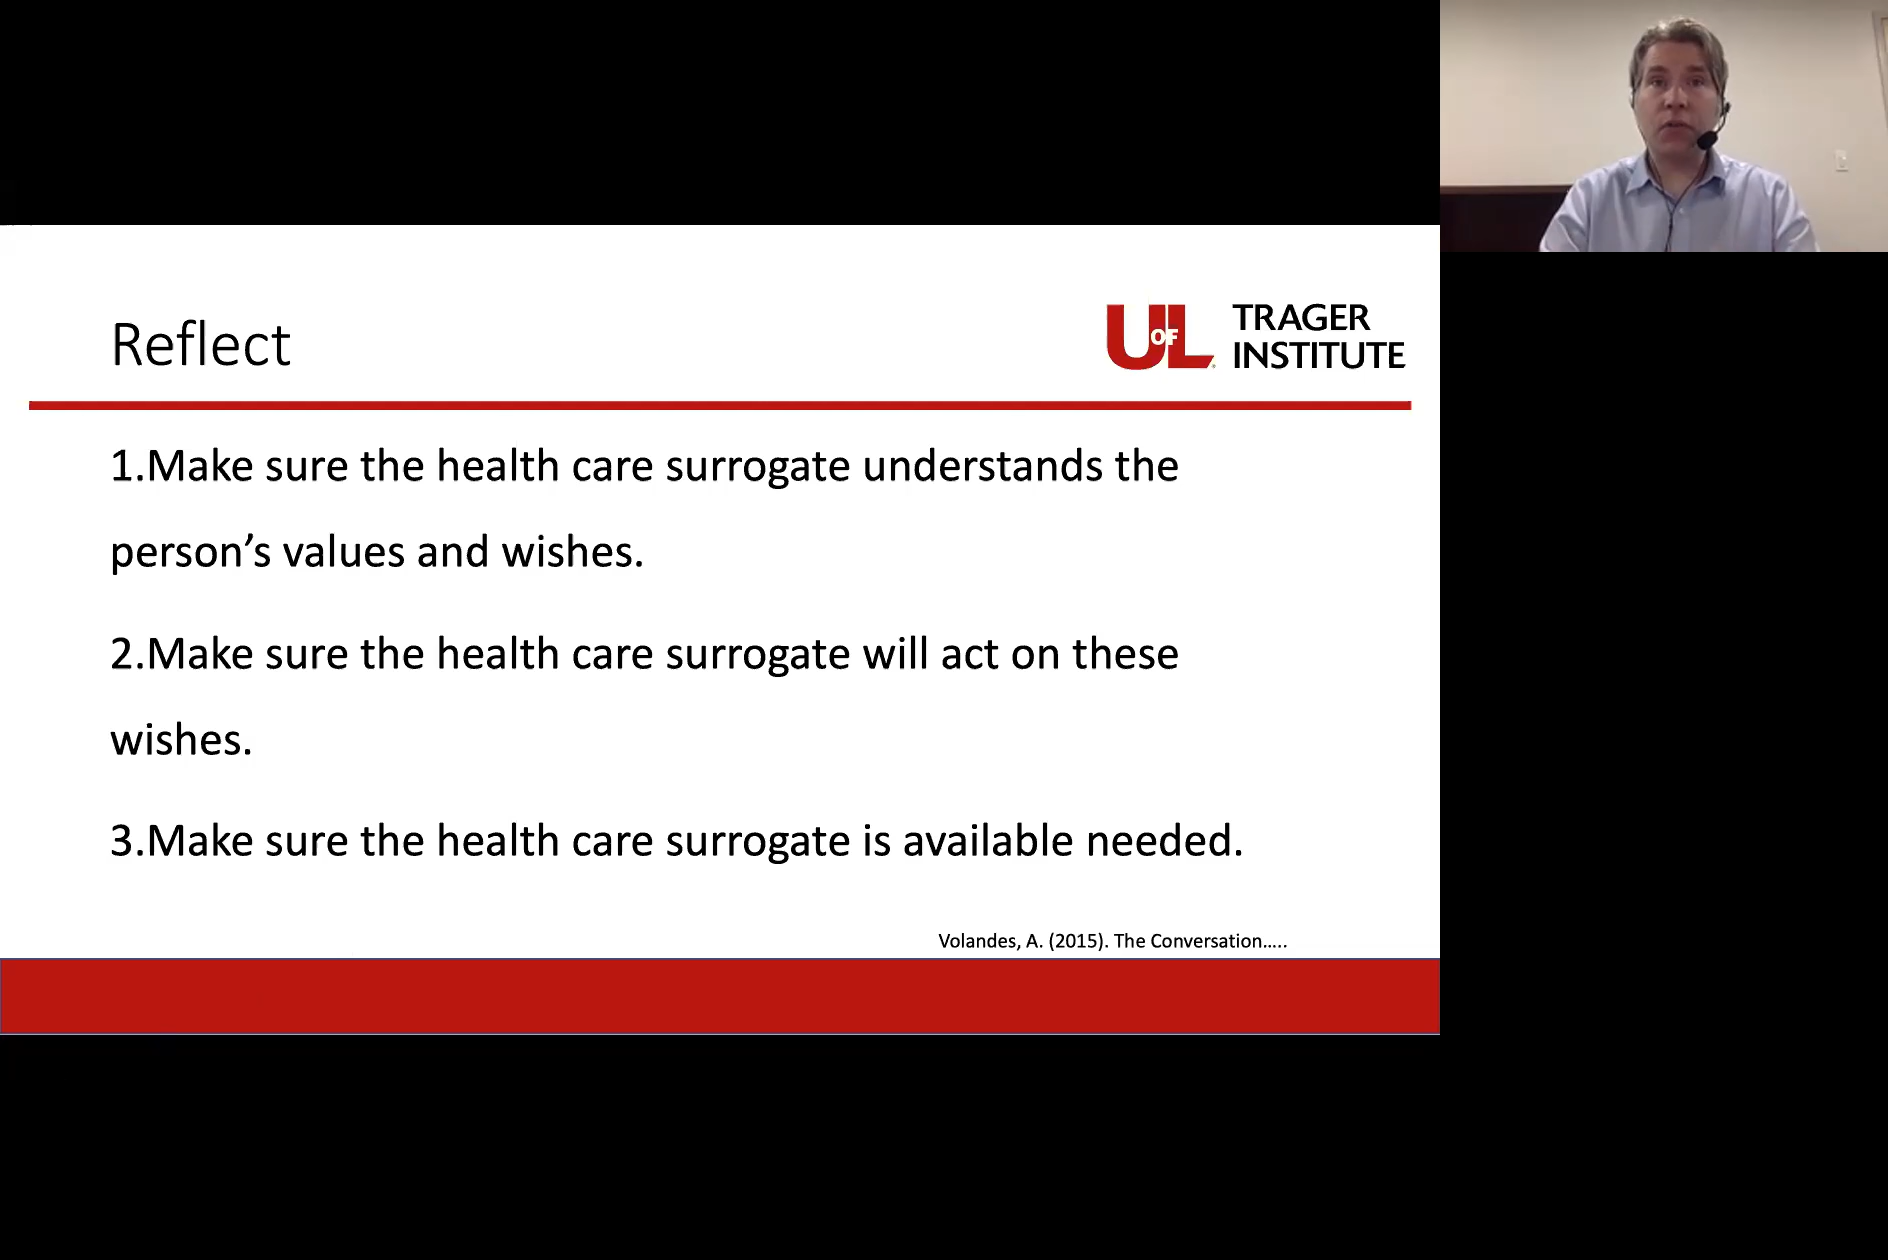 Reflect
UOFL
TRAGER
INSTITUTE
1.Make sure the health care surrogate understands the
person’s values and wishes.
2.Make sure the health care surrogate will act on these
wishes.
3.Make sure the health care surrogate is available needed.
Volandes, A. (2015). The Conversation…..